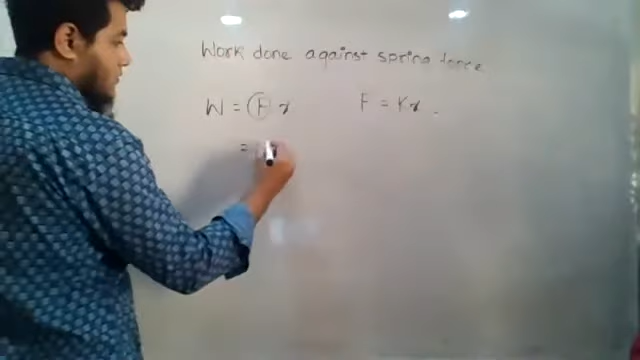 Work done against spring force
W = F x F = Kx .
=